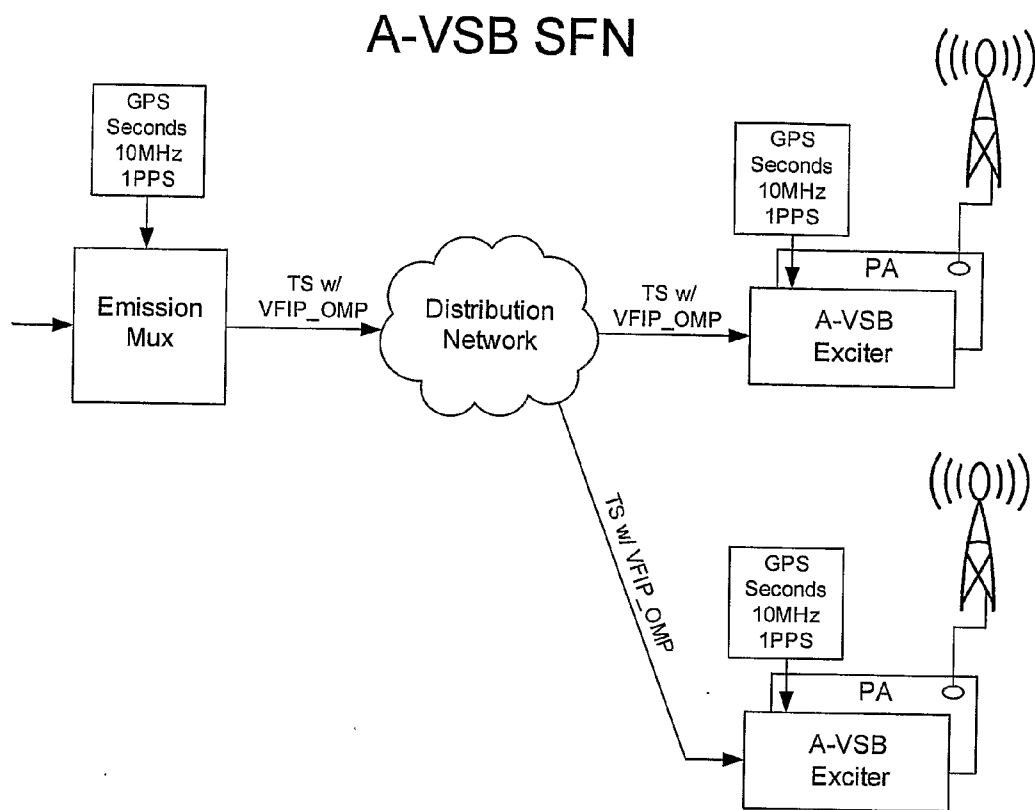 A-VSB SFN
GPS
Seconds
10MHz
1PPS
Emission
Mux
TS w/
VFIP_OMP
Distribution
Network
TS w/
VFIP_OMP
GPS
Seconds
10MHz
1PPS
PA
A-VSB
Exciter
TS w/ VFIP_OMP
GPS
Seconds
10MHz
1PPS
PA
A-VSB
Exciter